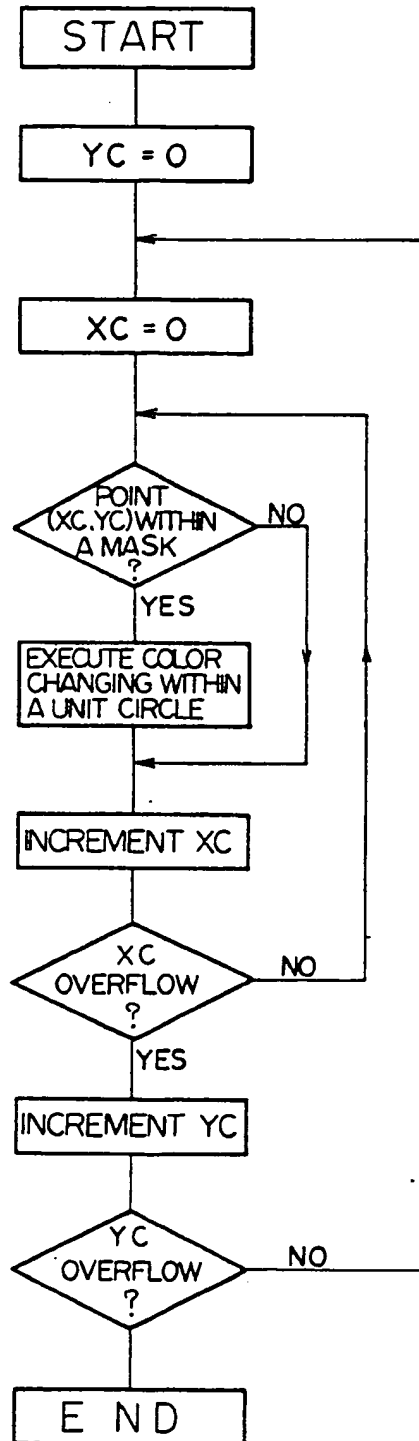 START
YC = 0
XC = 0
POINT
(XC.YC) WITHIN
A MASK
?
NO
YES
EXECUTE COLOR
CHANGING WITHIN
A UNIT CIRCLE
INCREMENT XC
XC
OVERFLOW
?
NO
YES
INCREMENT YC
YC
OVERFLOW
?
NO
END